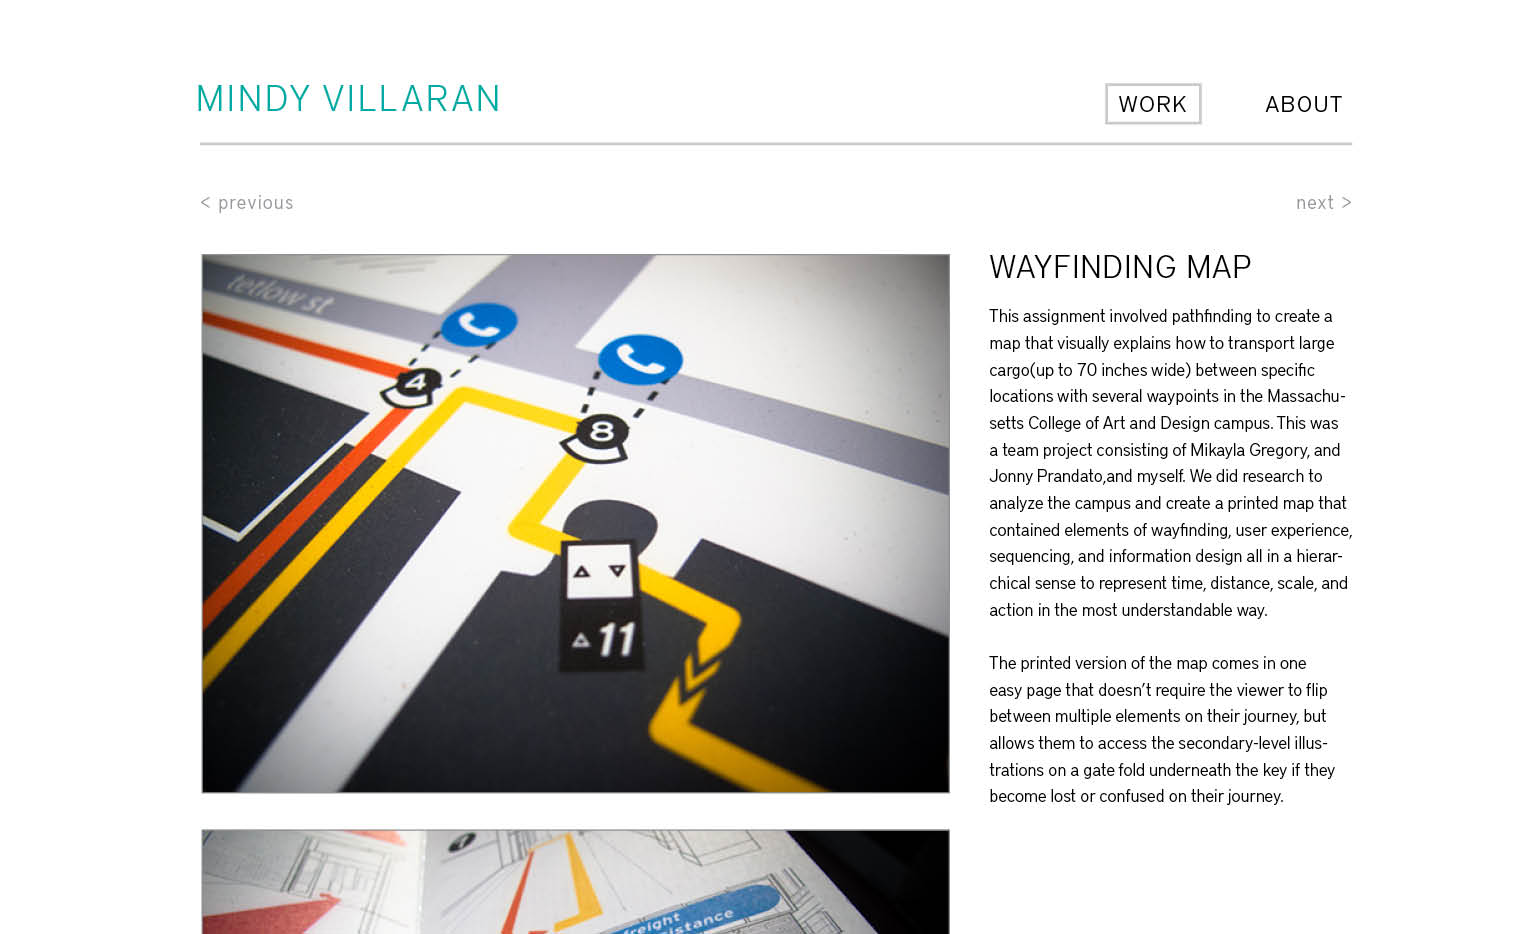 MINDY VILLARAN
WORK
ABOUT
< previous
next >
tetlow st
4
8
11
WAYFINDING MAP
This assignment involved pathfinding to create a
map that visually explains how to transport large
cargo(up to 70 inches wide) between specific
locations with several waypoints in the Massachu-
setts College of Art and Design campus. This was
a team project consisting of Mikayla Gregory, and
Jonny Prandato,and myself. We did research to
analyze the campus and create a printed map that
contained elements of wayfinding, user experience,
sequencing, and information design all in a hierar-
chical sense to represent time, distance, scale, and
action in the most understandable way.
The printed version of the map comes in one
easy page that doesn't require the viewer to flip
between multiple elements on their journey, but
allows them to access the secondary-level illus-
trations on a gate fold underneath the key if they
become lost or confused on their journey.
freight